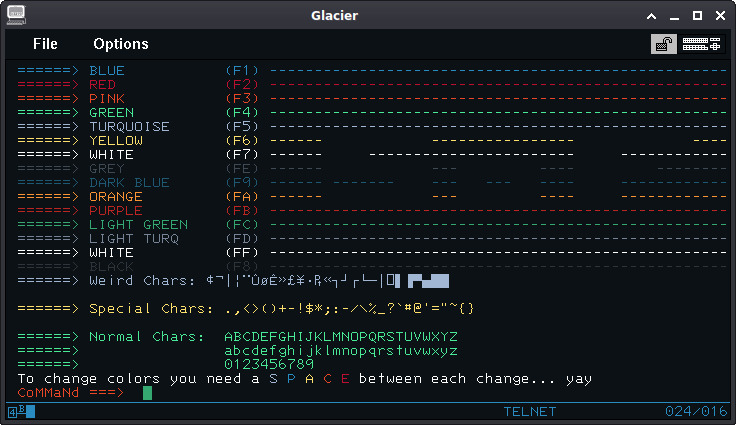 Glacier
File Options
======> BLUE (F1) ---------------------------------------------------
======> RED (F2) ---------------------------------------------------
======> PINK (F3) ---------------------------------------------------
======> GREEN (F4) ---------------------------------------------------
======> TURQUOISE (F5) ---------------------------------------------------
======> YELLOW (F6) ------ ---------------- ----
======> WHITE (F7) ------ ---------------- ------------
======> GREY (FE) --- ---
======> DARK BLUE (F9) ----- ------- --- --- ---
======> ORANGE (FA) ------ --- ---- ------------
======> PURPLE (FB) ---------------------------------------------------
======> LIGHT GREEN (FC) ---------------------------------------------------
======> LIGHT TURQ (FD) ---------------------------------------------------
======> WHITE (FF) ---------------------------------------------------
======> BLACK (F8) ---------------------------------------------------
======> Weird Chars: ¢¬|¦¨ÙøÊ»£¥·₧«┐┘┌└─│
======> Special Chars: .,<>()+-!$*;:-/\%_?`#@'="~{}
======> Normal Chars: ABCDEFGHIJKLMNOPQRSTUVWXYZ
======> abcdefghijklmnopqrstuvwxyz
======> 0123456789
To change colors you need a S P A C E between each change... yay
CoMMaNd ===>
4B TELNET 024/016